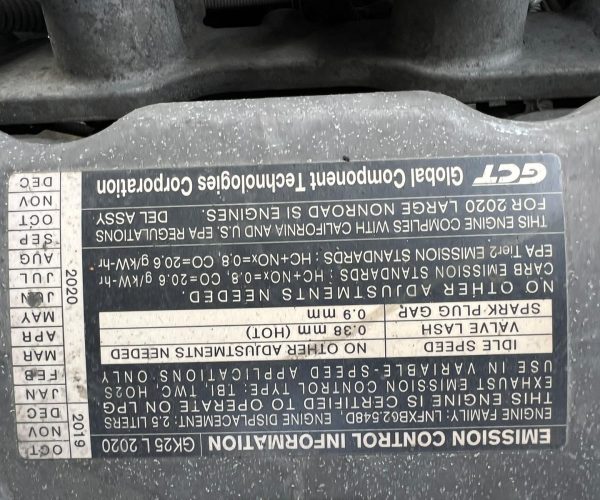 EMISSION CONTROL INFORMATION GK25 L 2020
ENGINE FAMILY: LNFXB62.548D, ENGINE DISPLACEMENT: 2.5 LITERS
THIS ENGINE IS CERTIFIED TO OPERATE ON LPG
EXHAUST EMISSION CONTROL TYPE: TBI, TWC, HO2S
USE IN VARIABLE-SPEED APPLICATIONS ONLY
IDLE SPEED NO OTHER ADJUSTMENTS NEEDED
VALVE LASH 0.38 mm (HOT)
SPARK PLUG GAP 0.9 mm
NO OTHER ADJUSTMENTS NEEDED.
CARB EMISSION STANDARDS : HC+NOx=0.8, CO=20.6 g/kW-hr
EPA Tier2 EMISSION STANDARDS : HC+NOx=0.8, CO=20.6 g/kW-hr
THIS ENGINE COMPLIES WITH CALIFORNIA AND U.S. EPA REGULATIONS
FOR 2020 LARGE NONROAD SI ENGINES. DEL ASSY.
GCT Global Component Technologies Corporation
2019
OCT
NOV
DEC
2020
JAN
FEB
MAR
APR
MAY
JUN
JUL
AUG
SEP
OCT
NOV
DEC